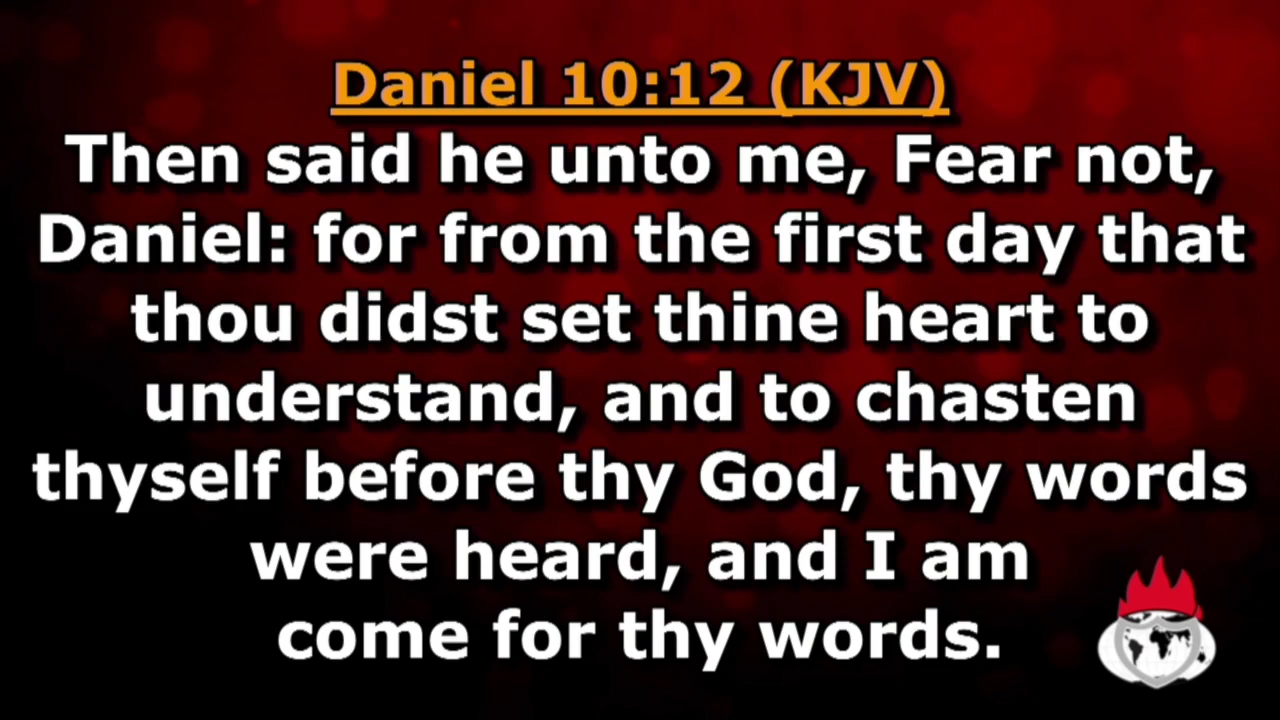 Daniel 10:12 (KJV)
Then said he unto me, Fear not,
Daniel: for from the first day that
thou didst set thine heart to
understand, and to chasten
thyself before thy God, thy words
were heard, and I am
come for thy words.